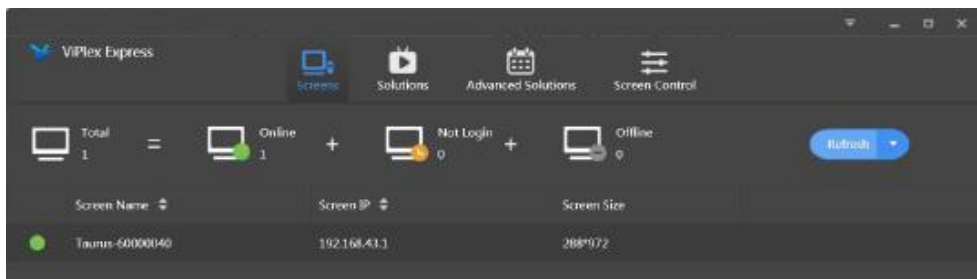 ViPlex Express
Screens Solutions Advanced Solutions Screen Control
Total 1 = Online 1 + Not Login 0 + Offline 0 Refresh
Screen Name Screen IP Screen Size
Taurus-60000040 192.168.43.1 288*972